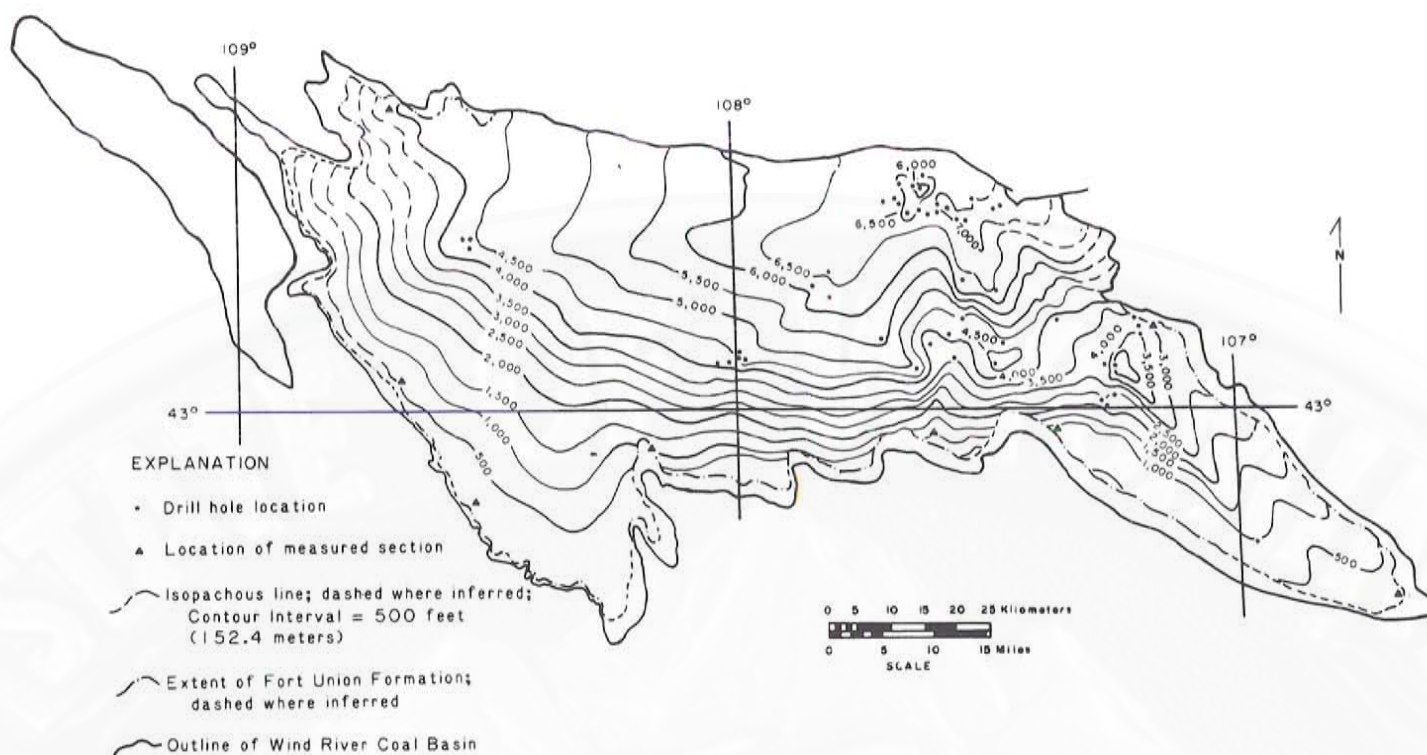 109°
108°
6,000
6,500
7,000
N
6,500
6,000
5,500
5,000
4,500
4,000
3,500
3,000
2,500
2,000
1,500
1,000
500
4,500
4,000
3,500
4,000
3,500
3,000
107°
43°
43°
2,500
2,000
1,500
1,000
500
EXPLANATION
Drill hole location
Location of measured section
Isopachous line; dashed where inferred;
Contour Interval = 500 feet
(152.4 meters)
Extent of Fort Union Formation;
dashed where inferred
Outline of Wind River Coal Basin
0 5 10 15 20 25 Kilometers
0 5 10 15 Miles
SCALE